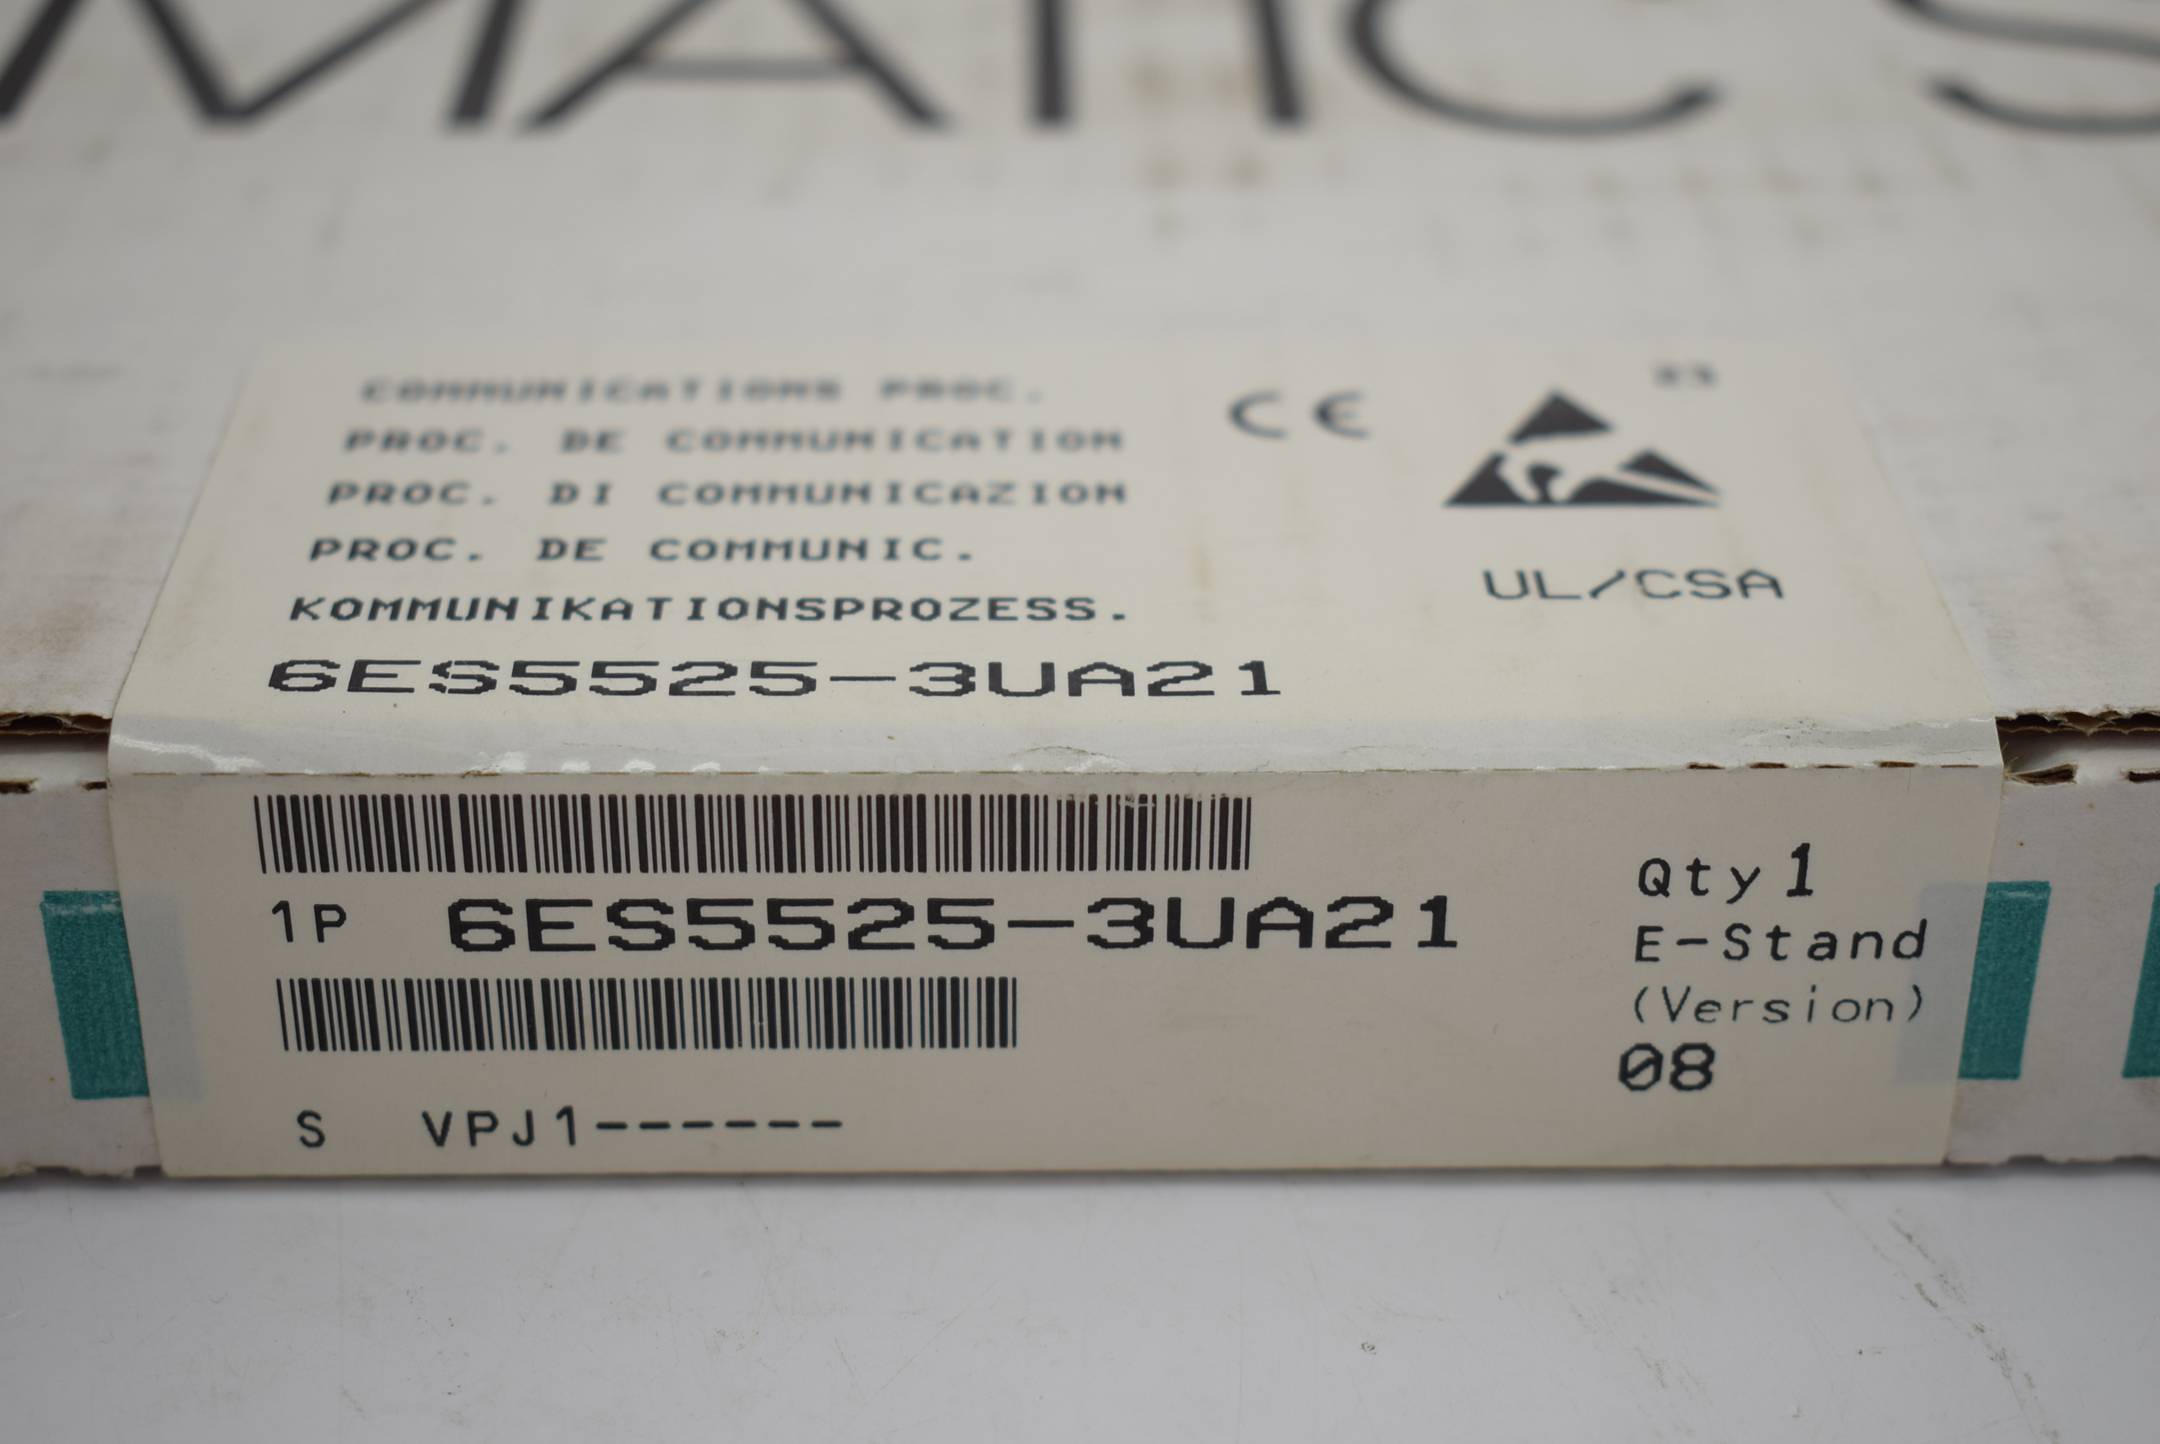 MATIC S
COMMUNICATIONS PROC.
PROC. DE COMMUNICATION
PROC. DI COMMUNICAZION
PROC. DE COMMUNIC.
KOMMUNIKATIONSPROZESS.
6ES5525-3UA21
CE
UL/CSA
1P 6ES5525-3UA21
S VPJ1------
Qty 1
E-Stand
(Version)
08